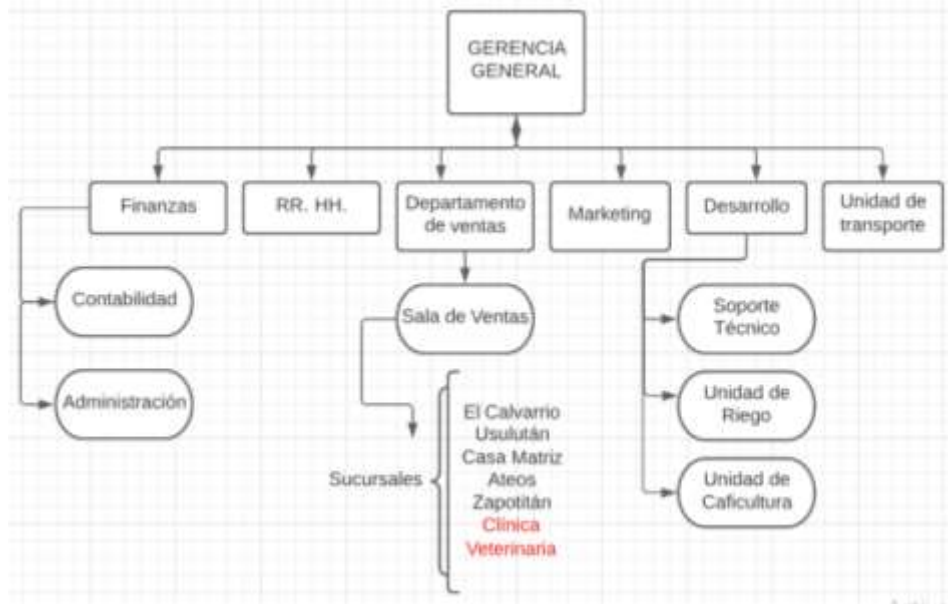 GERENCIA
GENERAL
Finanzas
RR. HH.
Departamento
de ventas
Marketing
Desarrollo
Unidad de
transporte
Contabilidad
Sala de Ventas
Soporte
Técnico
Administración
Unidad de
Riego
El Calvarrio
Usulután
Casa Matriz
Ateos
Zapotitán
Clínica
Veterinaria
Sucursales
Unidad de
Caficultura